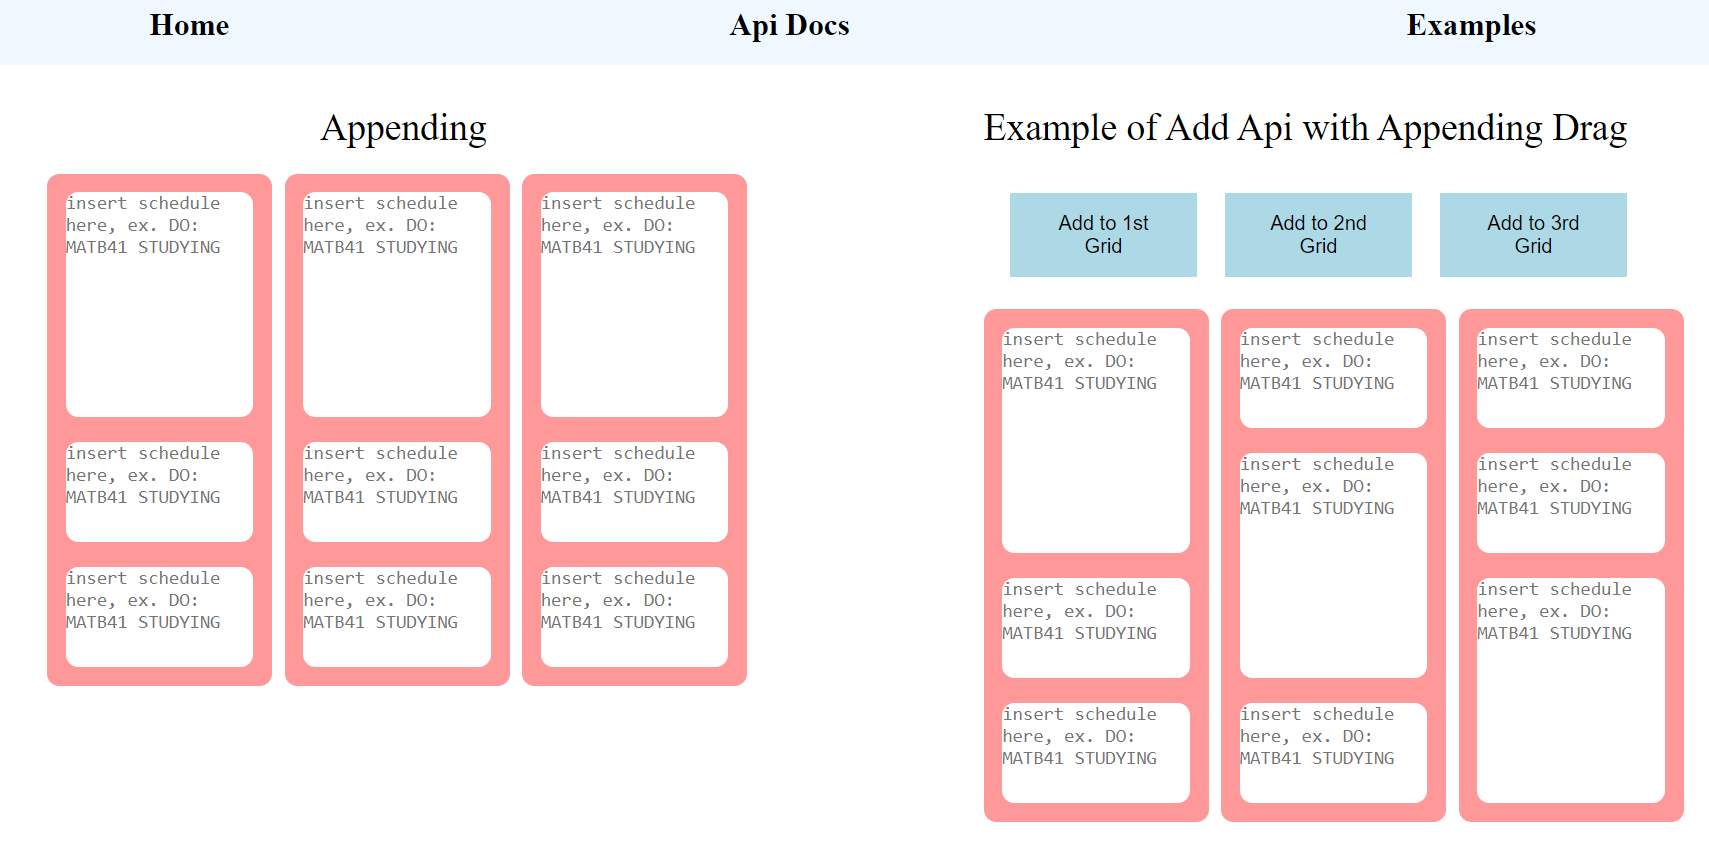 Home
Api Docs
Examples
Appending
insert schedule
here, ex. DO:
MATB41 STUDYING
insert schedule
here, ex. DO:
MATB41 STUDYING
insert schedule
here, ex. DO:
MATB41 STUDYING
insert schedule
here, ex. DO:
MATB41 STUDYING
insert schedule
here, ex. DO:
MATB41 STUDYING
insert schedule
here, ex. DO:
MATB41 STUDYING
insert schedule
here, ex. DO:
MATB41 STUDYING
insert schedule
here, ex. DO:
MATB41 STUDYING
insert schedule
here, ex. DO:
MATB41 STUDYING
Example of Add Api with Appending Drag
Add to 1st
Grid
Add to 2nd
Grid
Add to 3rd
Grid
insert schedule
here, ex. DO:
MATB41 STUDYING
insert schedule
here, ex. DO:
MATB41 STUDYING
insert schedule
here, ex. DO:
MATB41 STUDYING
insert schedule
here, ex. DO:
MATB41 STUDYING
insert schedule
here, ex. DO:
MATB41 STUDYING
insert schedule
here, ex. DO:
MATB41 STUDYING
insert schedule
here, ex. DO:
MATB41 STUDYING
insert schedule
here, ex. DO:
MATB41 STUDYING
insert schedule
here, ex. DO:
MATB41 STUDYING